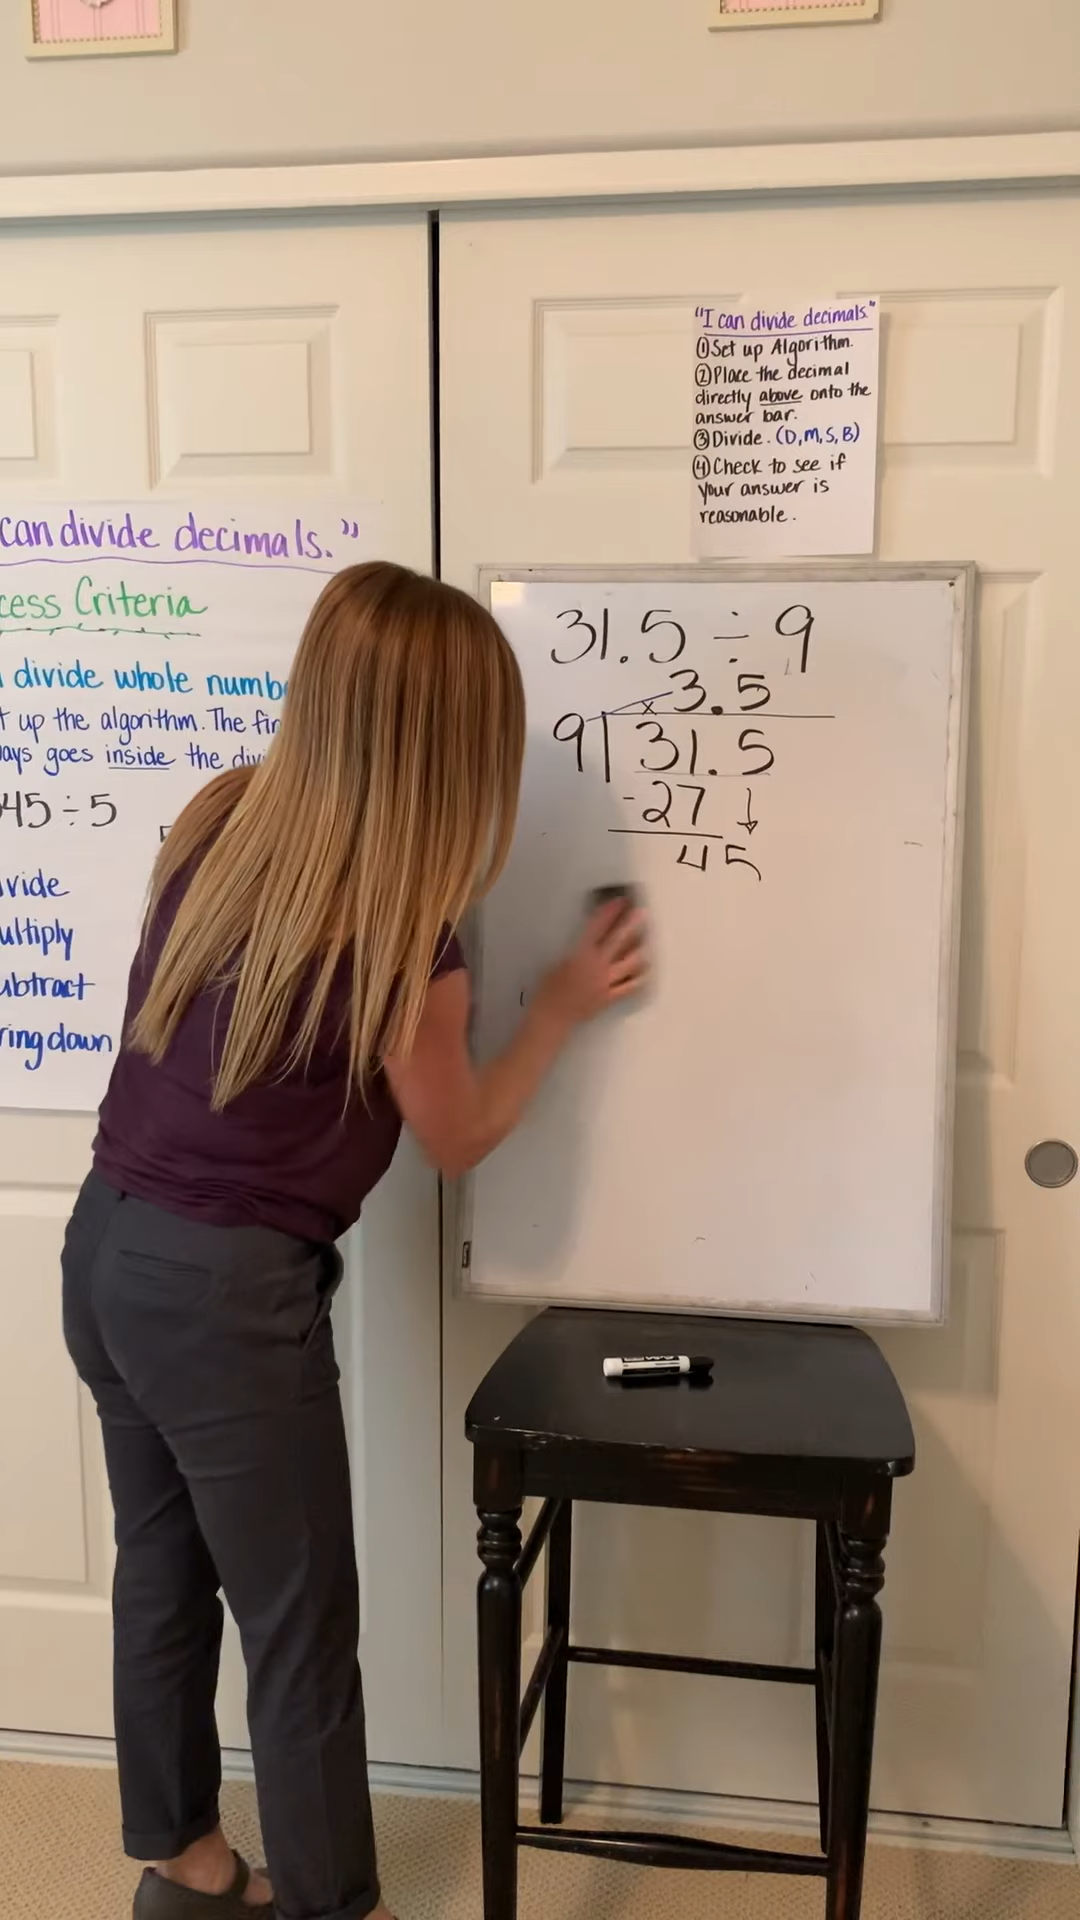 "I can divide decimals."
①Set up Algorithm.
②Place the decimal
directly above onto the
answer bar.
③Divide. (D, M, S, B)
④Check to see if
your answer is
reasonable.
can divide decimals."
cess Criteria
divide whole numb
t up the algorithm. The fir
ays goes inside the div
45 ÷ 5
vide
ultiply
ubtract
ring down
31.5 ÷ 9
x 3.5
9 31.5
-27 ↓
45